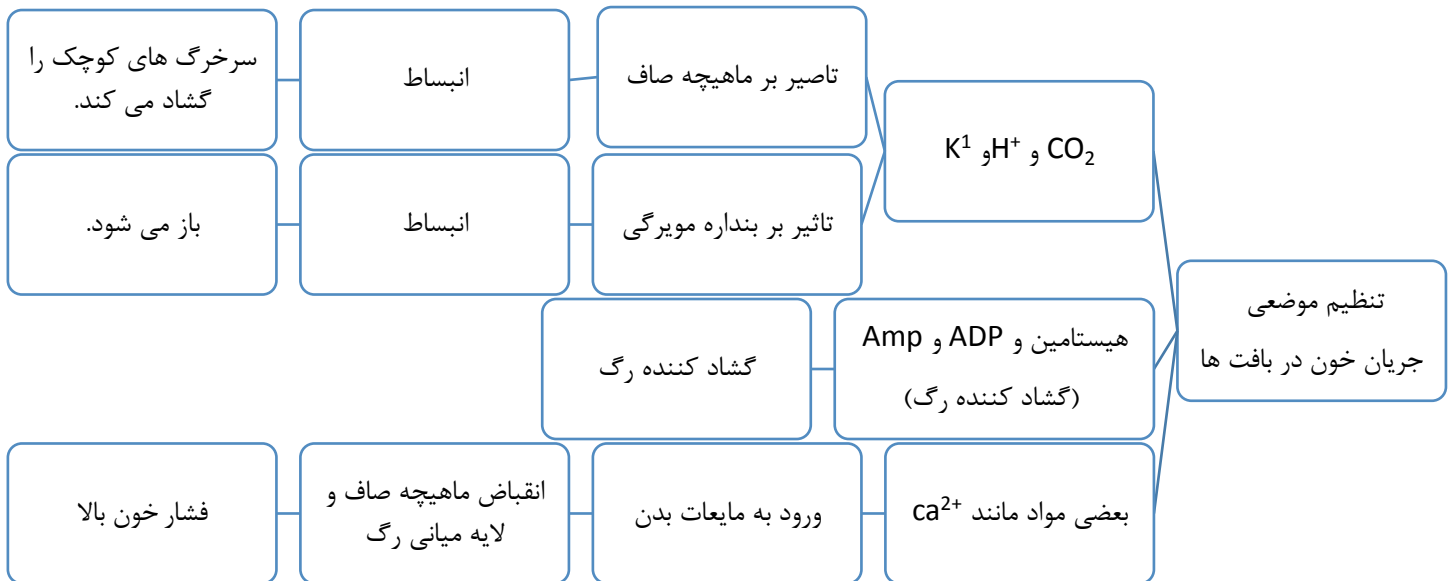 تنظیم موضعی
جریان خون در بافت ها
CO₂ و H⁺و K¹
تاصیر بر ماهیچه صاف
انبساط
سرخرگ های کوچک را
گشاد می کند.
تاثیر بر بنداره مویرگی
انبساط
باز می شود.
هیستامین و ADP و Amp
(گشاد کننده رگ)
گشاد کننده رگ
بعضی مواد مانند ca²⁺
ورود به مایعات بدن
انقباض ماهیچه صاف و
لایه میانی رگ
فشار خون بالا